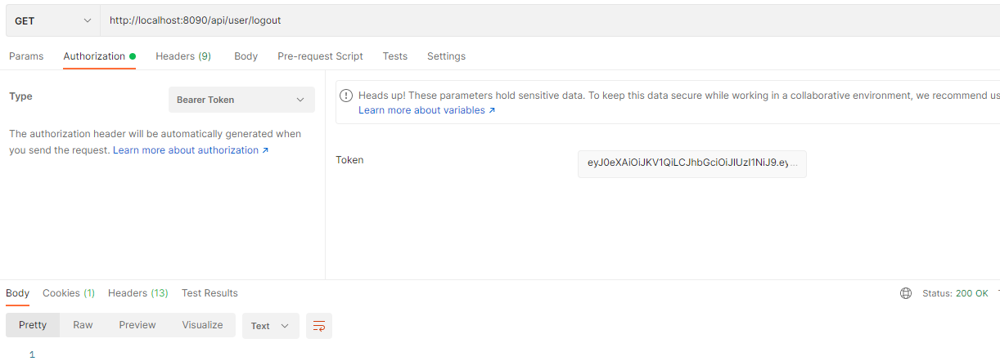 GET http://localhost:8090/api/user/logout
Params Authorization Headers (9) Body Pre-request Script Tests Settings
Type Bearer Token
The authorization header will be automatically generated when
you send the request. Learn more about authorization ↗
Heads up! These parameters hold sensitive data. To keep this data secure while working in a collaborative environment, we recommend us
Learn more about variables ↗
Token eyJ0eXAiOiJKV1QiLCJhbGciOiJIUzI1NiJ9.ey...
Body Cookies (1) Headers (13) Test Results Status: 200 OK
Pretty Raw Preview Visualize Text
1